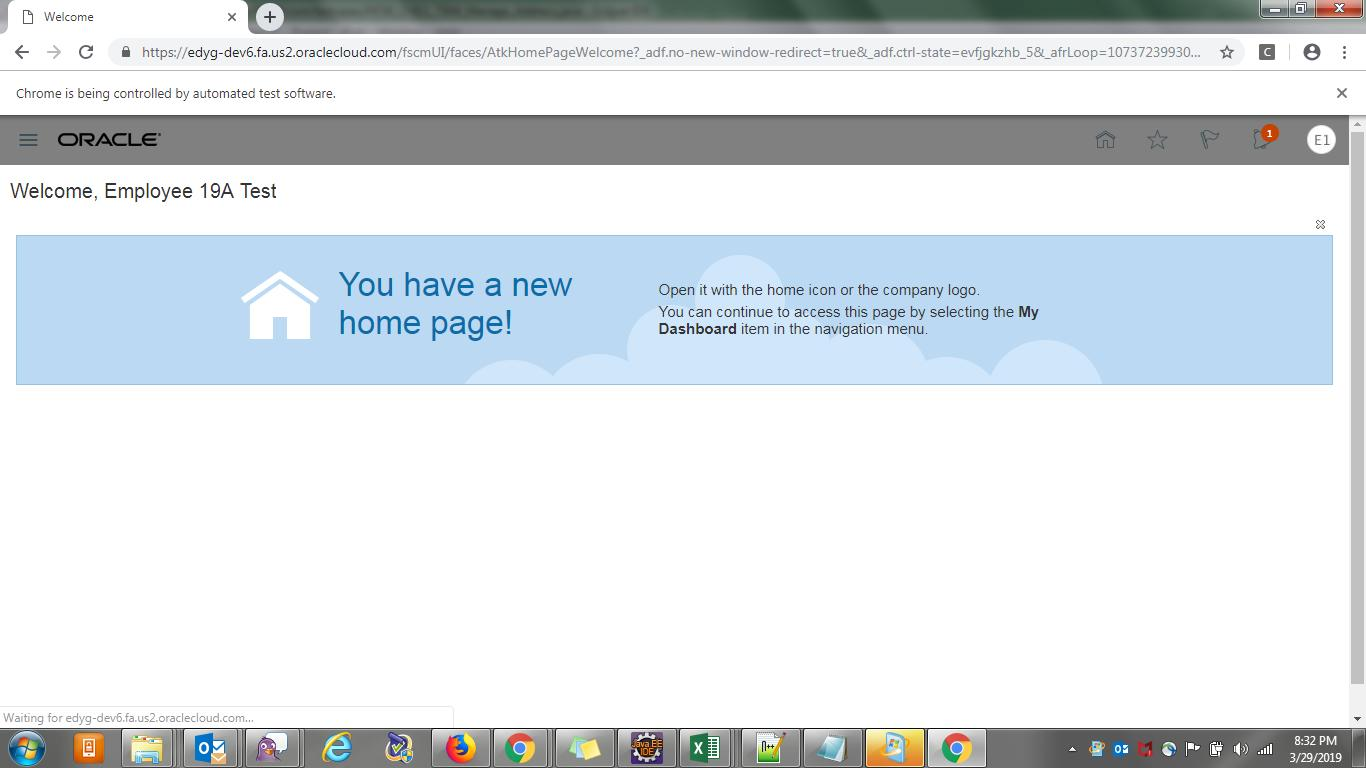 Welcome
https://edyg-dev6.fa.us2.oraclecloud.com/fscmUI/faces/AtkHomePageWelcome?_adf.no-new-window-redirect=true&_adf.ctrl-state=evfjgkzhb_5&_afrLoop=10737239930...
C
Chrome is being controlled by automated test software.
ORACLE
1
E1
Welcome, Employee 19A Test
You have a new
home page!
Open it with the home icon or the company logo.
You can continue to access this page by selecting the My
Dashboard item in the navigation menu.
Waiting for edyg-dev6.fa.us2.oraclecloud.com...
Java EE
IDE
8:32 PM
3/29/2019